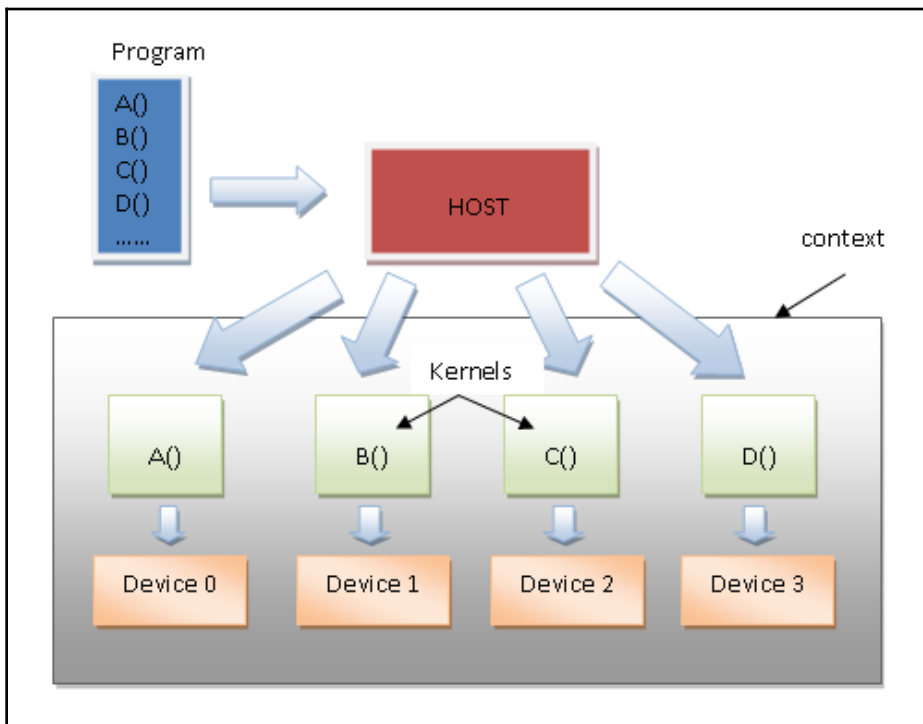 Program
A()
B()
C()
D()
......
HOST
context
Kernels
A()
B()
C()
D()
Device 0
Device 1
Device 2
Device 3